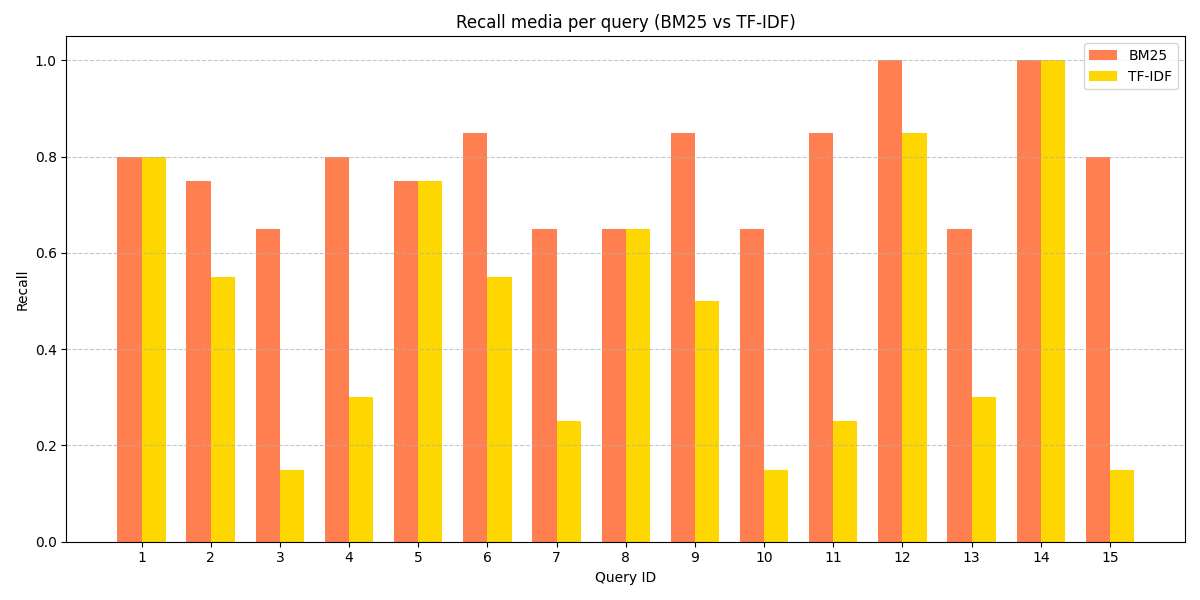 Recall media per query (BM25 vs TF-IDF)
BM25
TF-IDF
1.0
0.8
0.6
0.4
0.2
0.0
Recall
1 2 3 4 5 6 7 8 9 10 11 12 13 14 15
Query ID